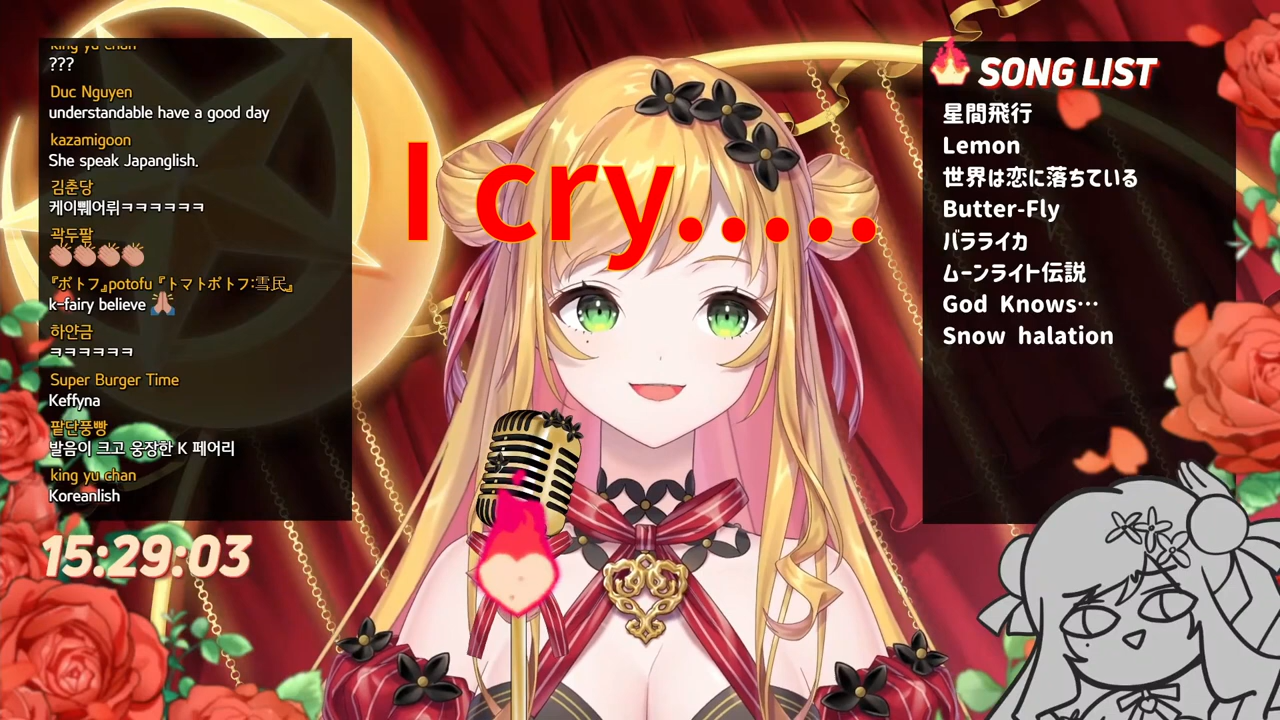 king yu chan
???
Duc Nguyen
understandable have a good day
kazamigoon
She speak Japanglish.
김춘당
케이쀄어뤼ㅋㅋㅋㅋㅋㅋ
곽두팔
👏🏼👏🏼👏🏼👏🏼
『ポトフ』potofu『トマトポトフ:雪民』
k-fairy believe 🙏🏼
하얀금
ㅋㅋㅋㅋㅋㅋ
Super Burger Time
Keffyna
팥단풍빵
발음이 크고 웅장한 K 페어리
king yu chan
Koreanlish
15:29:03
I cry.....
SONG LIST
星間飛行
Lemon
世界は恋に落ちている
Butter-Fly
バラライカ
ムーンライト伝説
God Knows…
Snow halation